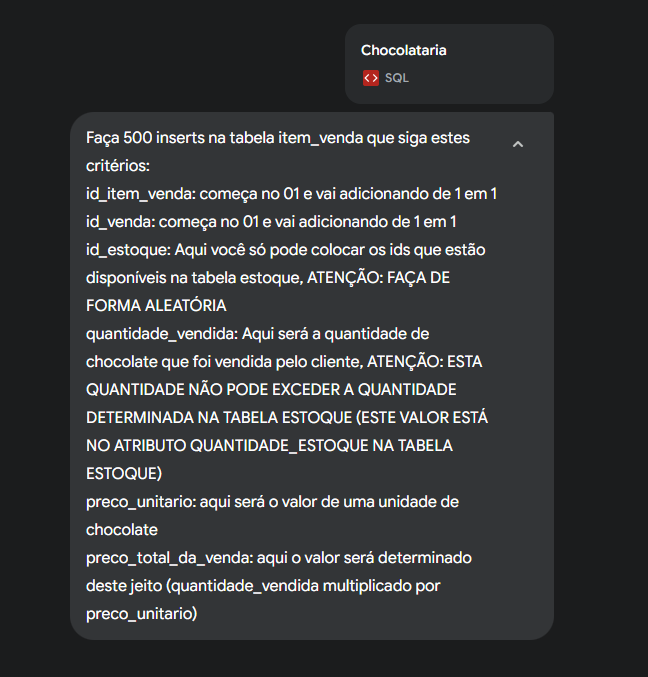 Chocolataria
SQL
Faça 500 inserts na tabela item_venda que siga estes
critérios:
id_item_venda: começa no 01 e vai adicionando de 1 em 1
id_venda: começa no 01 e vai adicionando de 1 em 1
id_estoque: Aqui você só pode colocar os ids que estão
disponíveis na tabela estoque, ATENÇÃO: FAÇA DE
FORMA ALEATÓRIA
quantidade_vendida: Aqui será a quantidade de
chocolate que foi vendida pelo cliente, ATENÇÃO: ESTA
QUANTIDADE NÃO PODE EXCEDER A QUANTIDADE
DETERMINADA NA TABELA ESTOQUE (ESTE VALOR ESTÁ
NO ATRIBUTO QUANTIDADE_ESTOQUE NA TABELA
ESTOQUE)
preco_unitario: aqui será o valor de uma unidade de
chocolate
preco_total_da_venda: aqui o valor será determinado
deste jeito (quantidade_vendida multiplicado por
preco_unitario)